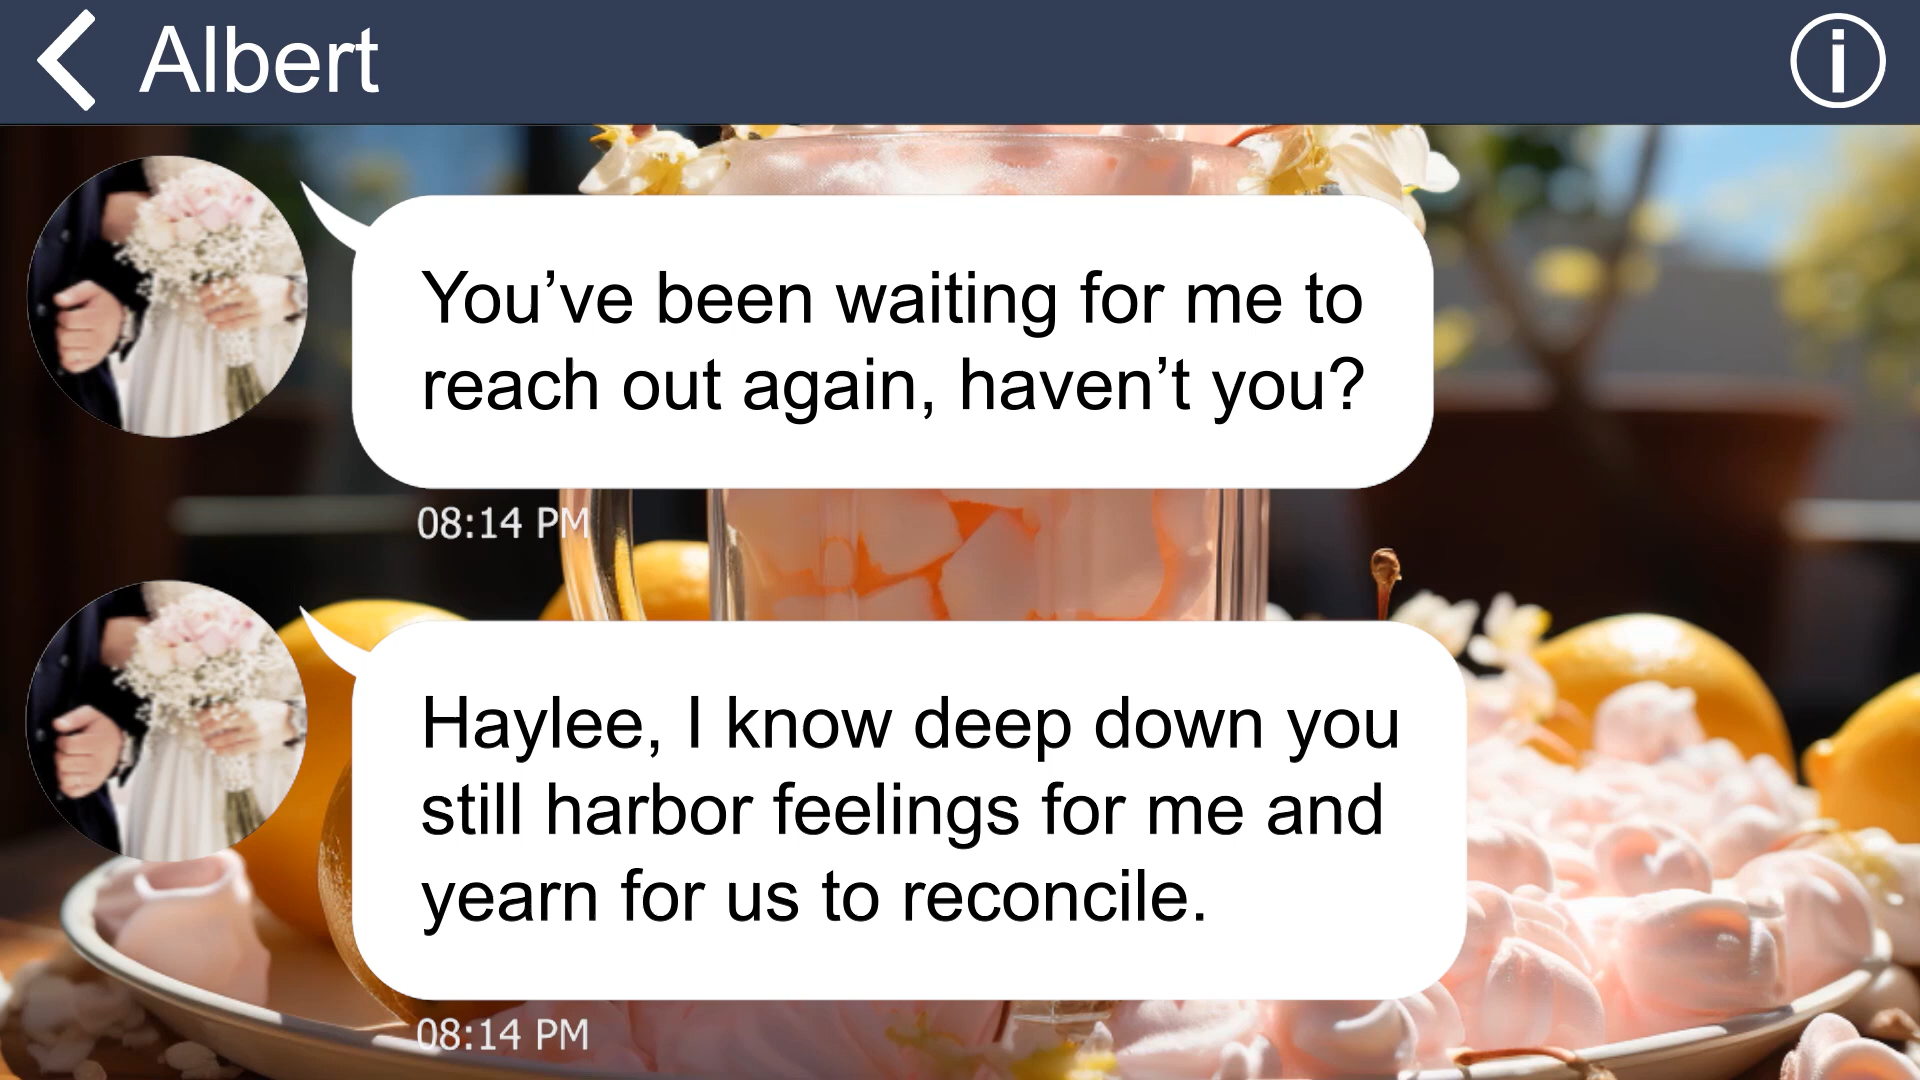 Albert
You’ve been waiting for me to
reach out again, haven’t you?
08:14 PM
Haylee, I know deep down you
still harbor feelings for me and
yearn for us to reconcile.
08:14 PM